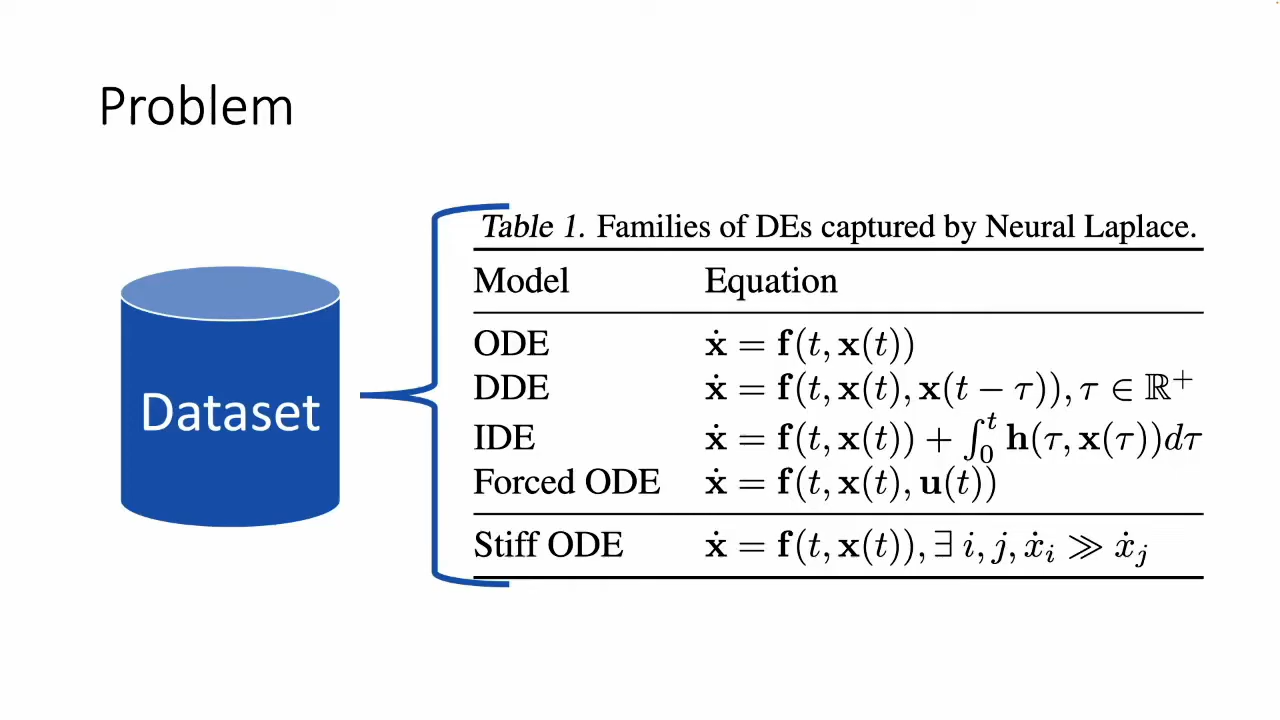 Problem
Dataset
Table 1. Families of DEs captured by Neural Laplace.
Model Equation
ODE ẋ = f(t, x(t))
DDE ẋ = f(t, x(t), x(t − τ)), τ ∈ ℝ⁺
IDE ẋ = f(t, x(t)) + ∫₀ᵗ h(τ, x(τ))dτ
Forced ODE ẋ = f(t, x(t), u(t))
Stiff ODE ẋ = f(t, x(t)), ∃ i, j, ẋᵢ ≫ ẋⱼ